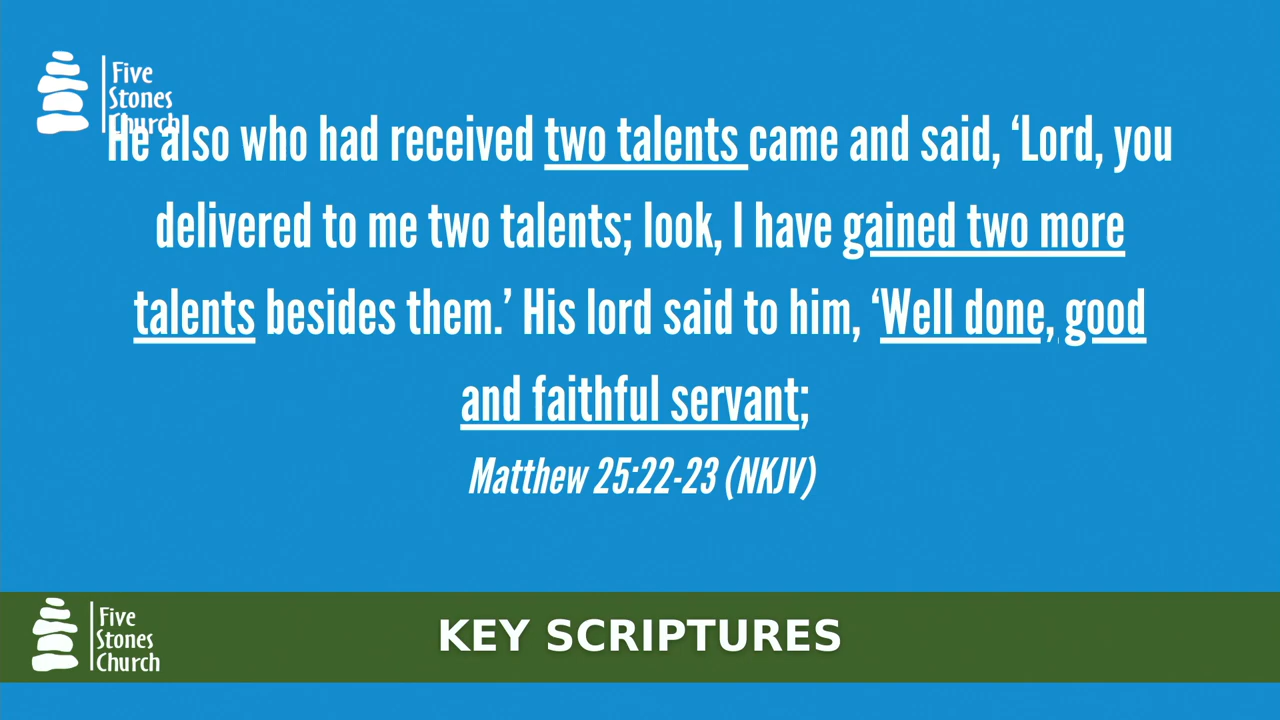 Five
Stones
Church
He also who had received two talents came and said, ‘Lord, you
delivered to me two talents; look, I have gained two more
talents besides them.’ His lord said to him, ‘Well done, good
and faithful servant;
Matthew 25:22-23 (NKJV)
Five
Stones
Church
KEY SCRIPTURES